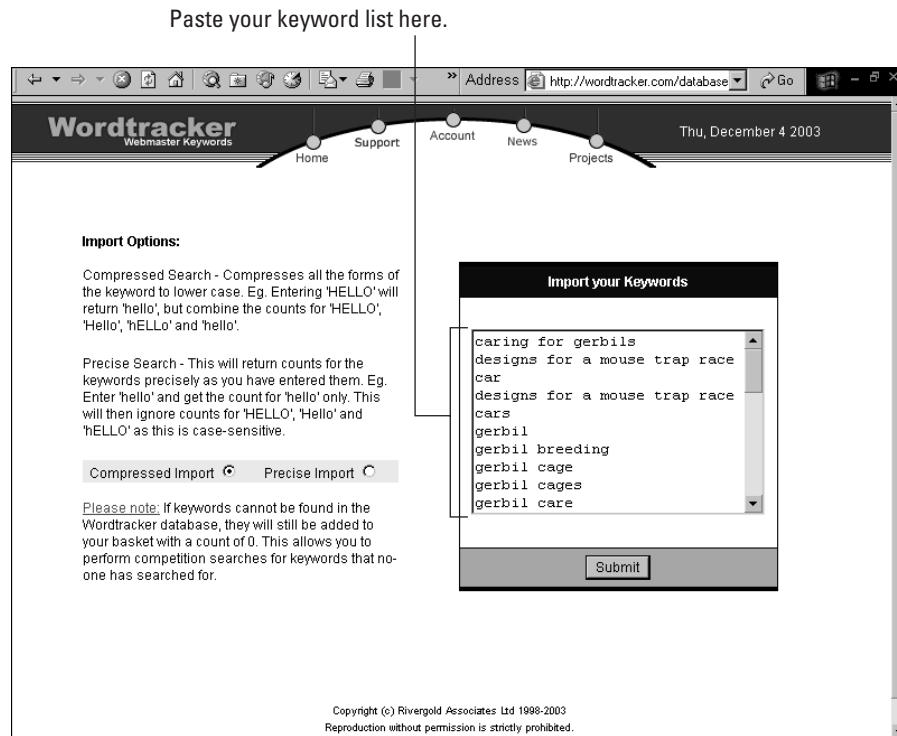 Paste your keyword list here.
» Address http://wordtracker.com/database Go
Wordtracker
Webmaster Keywords
Home
Support
Account
News
Projects
Thu, December 4 2003
Import Options:
Compressed Search - Compresses all the forms of
the keyword to lower case. Eg. Entering 'HELLO' will
return 'hello', but combine the counts for 'HELLO',
'Hello', 'hELLo' and 'hello'.
Precise Search - This will return counts for the
keywords precisely as you have entered them. Eg.
Enter 'hello' and get the count for 'hello' only. This
will then ignore counts for 'HELLO', 'Hello' and
'hELLO' as this is case-sensitive.
Compressed Import Precise Import
Please note: If keywords cannot be found in the
Wordtracker database, they will still be added to
your basket with a count of 0. This allows you to
perform competition searches for keywords that no-
one has searched for.
Import your Keywords
caring for gerbils
designs for a mouse trap race
car
designs for a mouse trap race
cars
gerbil
gerbil breeding
gerbil cage
gerbil cages
gerbil care
Submit
Copyright (c) Rivergold Associates Ltd 1998-2003
Reproduction without permission is strictly prohibited.